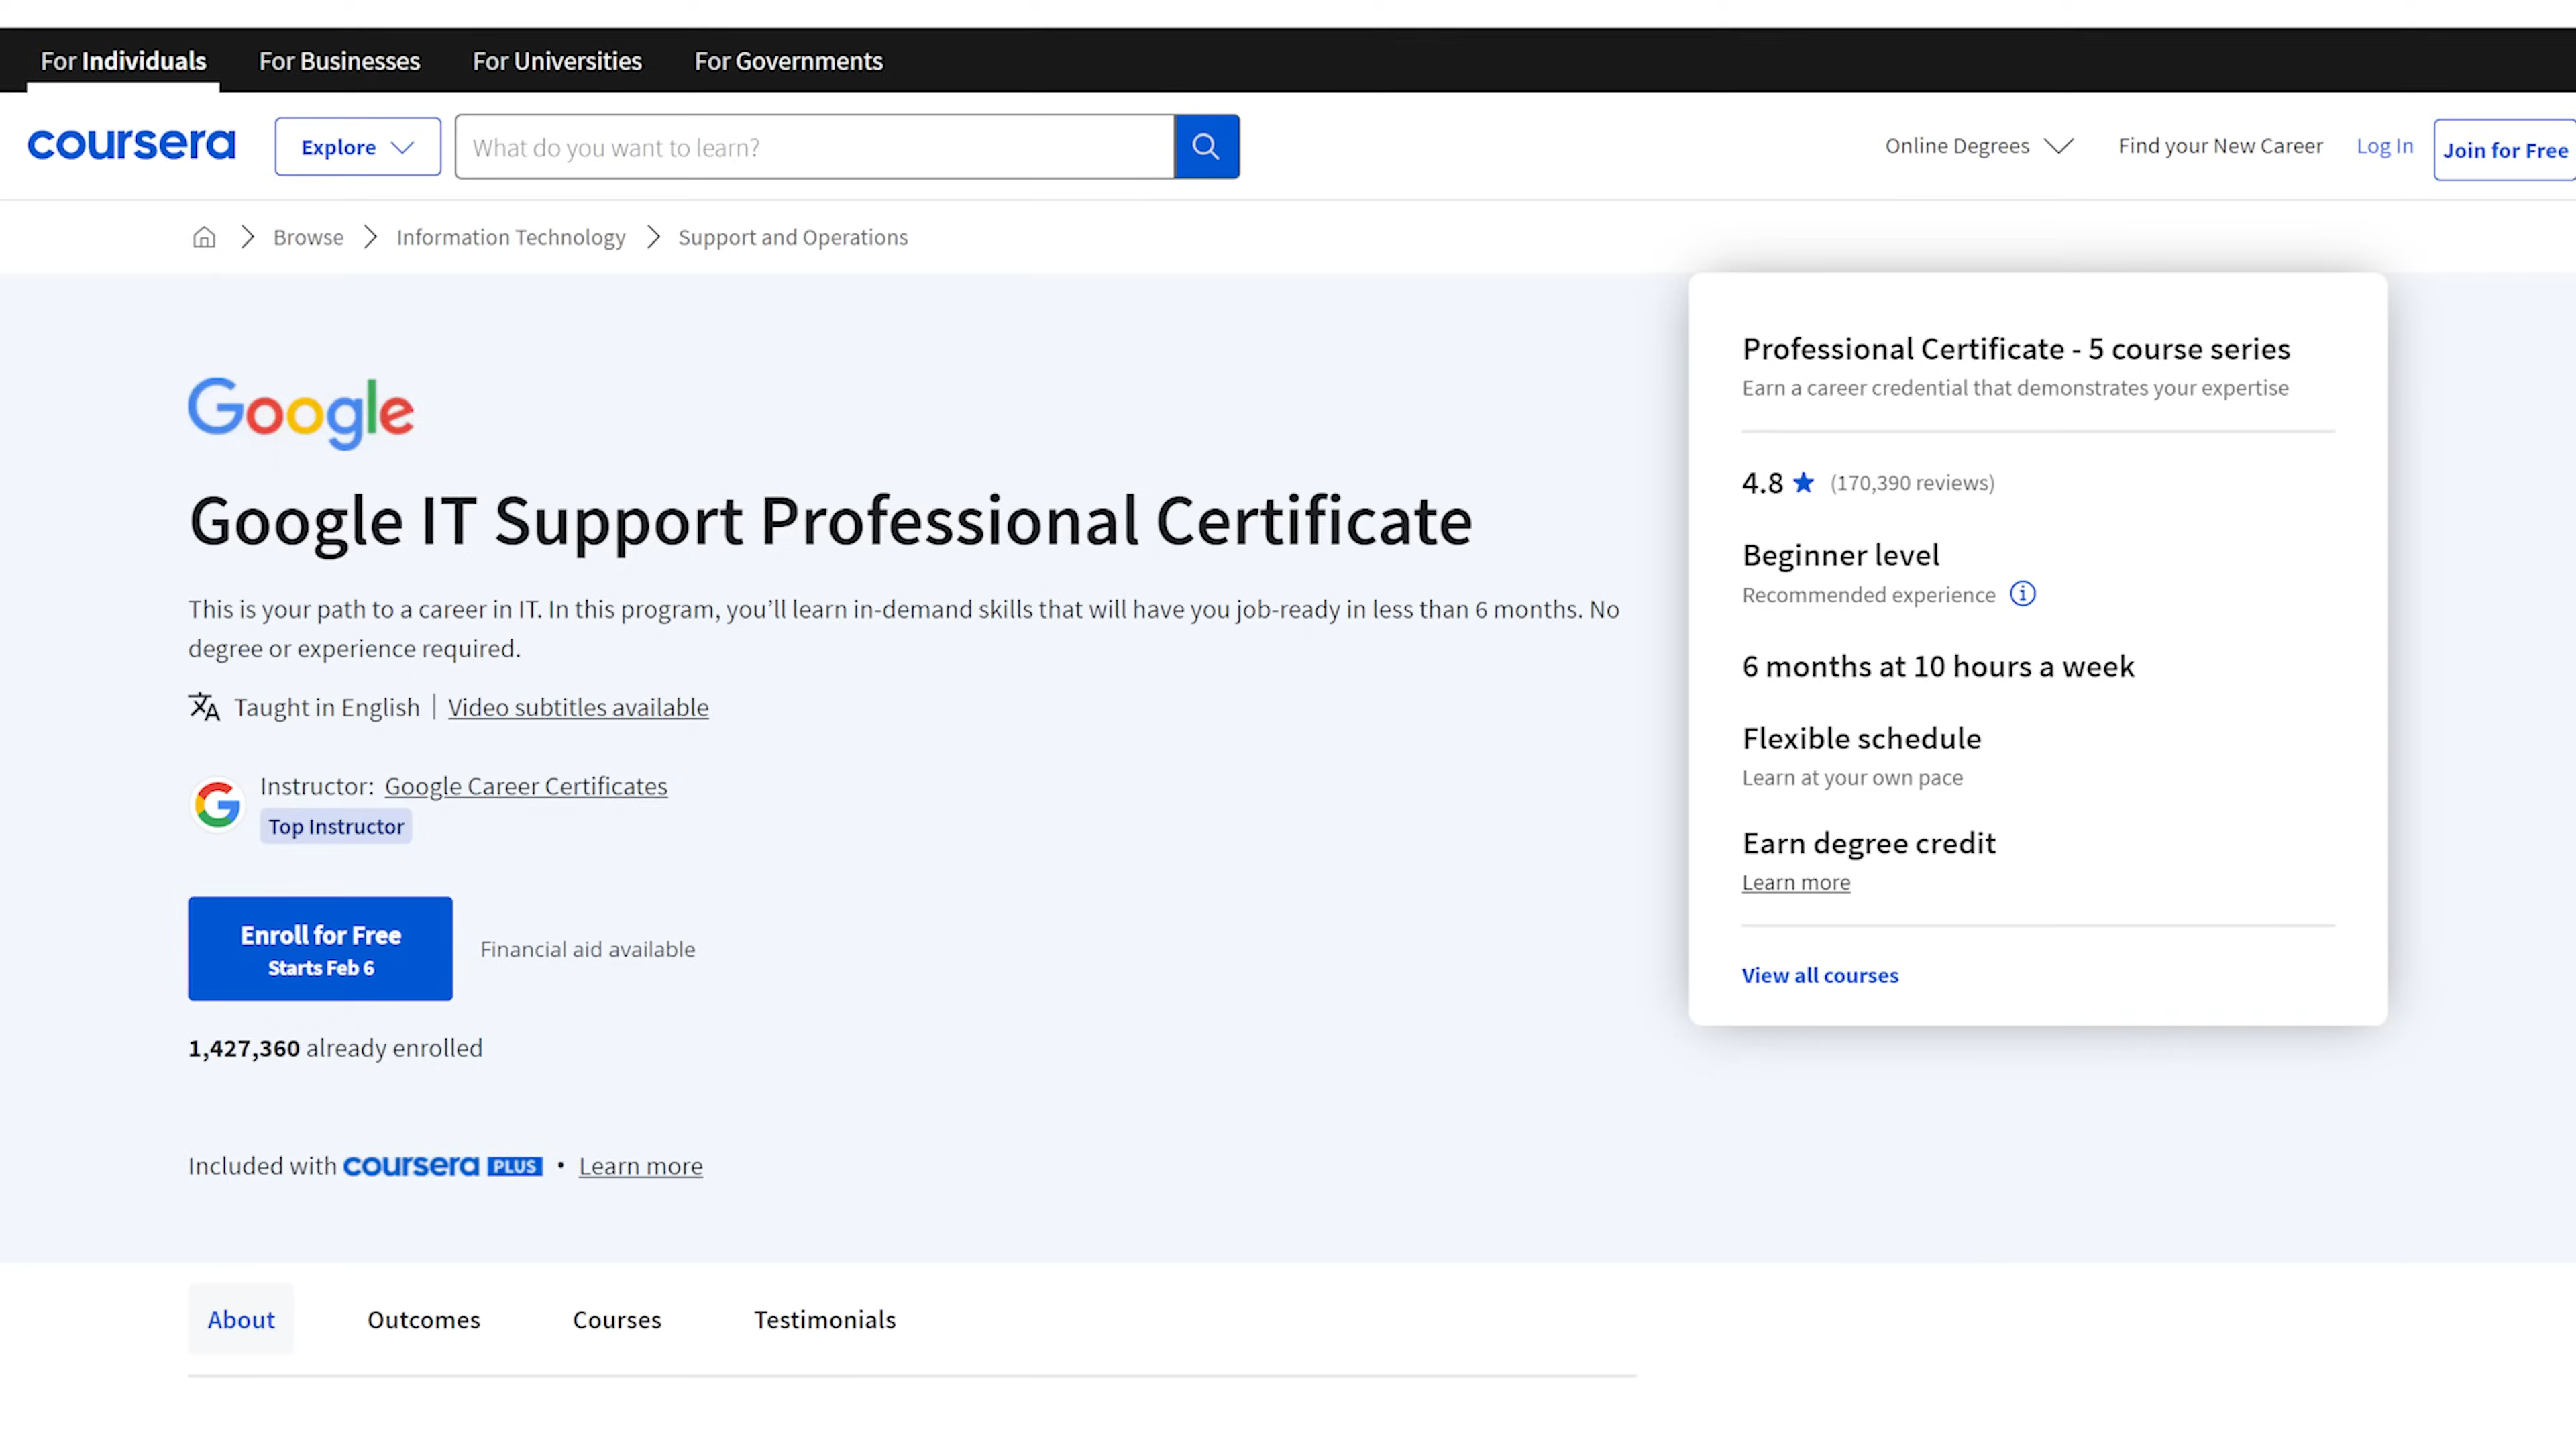 For Individuals For Businesses For Universities For Governments
coursera Explore What do you want to learn? Online Degrees Find your New Career Log In Join for Free
Browse Information Technology Support and Operations
Google
Google IT Support Professional Certificate
This is your path to a career in IT. In this program, you'll learn in-demand skills that will have you job-ready in less than 6 months. No
degree or experience required.
Taught in English | Video subtitles available
Instructor: Google Career Certificates
Top Instructor
Enroll for Free
Starts Feb 6
Financial aid available
1,427,360 already enrolled
Included with coursera PLUS • Learn more
Professional Certificate - 5 course series
Earn a career credential that demonstrates your expertise
4.8 ★ (170,390 reviews)
Beginner level
Recommended experience
6 months at 10 hours a week
Flexible schedule
Learn at your own pace
Earn degree credit
Learn more
View all courses
About Outcomes Courses Testimonials